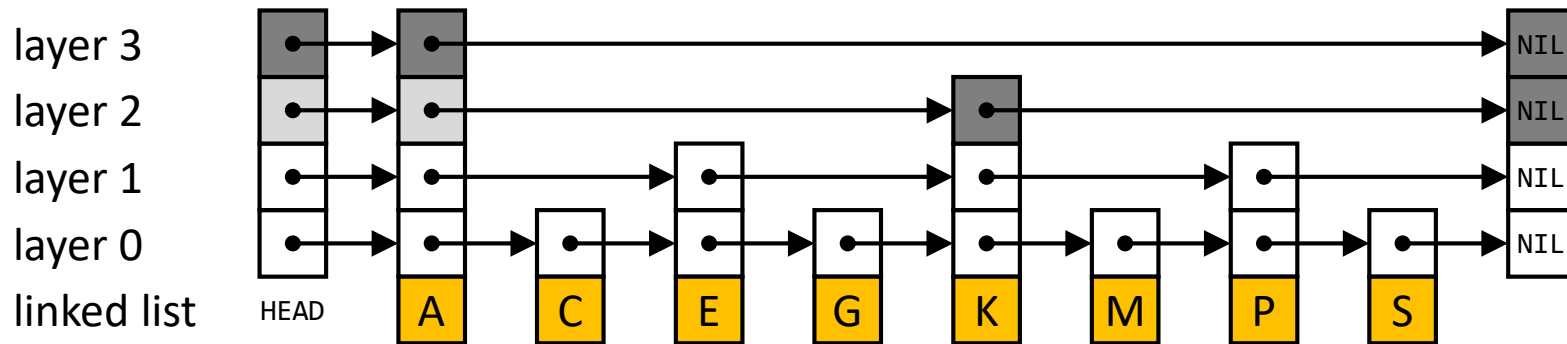 layer 3 NIL
layer 2 NIL
layer 1 NIL
layer 0 NIL
linked list HEAD A C E G K M P S